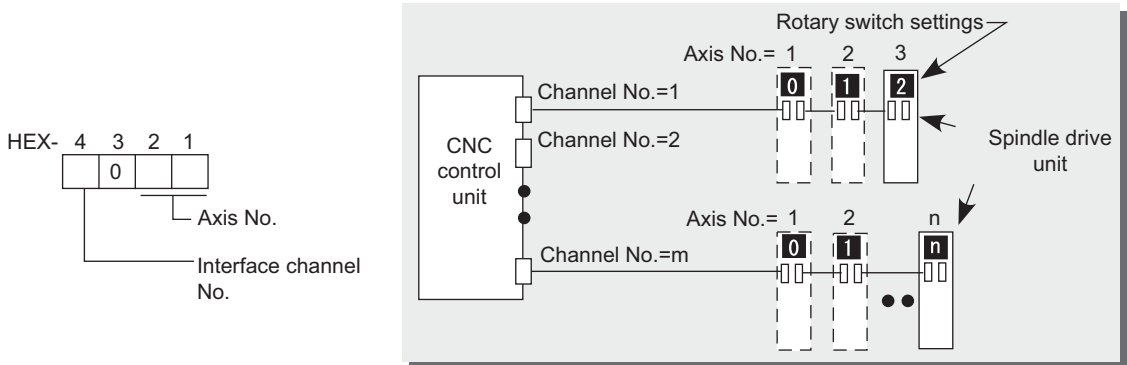 HEX- 4 3 2 1
0
Axis No.
Interface channel
No.
Rotary switch settings
Axis No.= 1 2 3
0 1 2
Channel No.=1
Channel No.=2
CNC
control
unit
Spindle drive
unit
Axis No.= 1 2 n
0 1 n
Channel No.=m